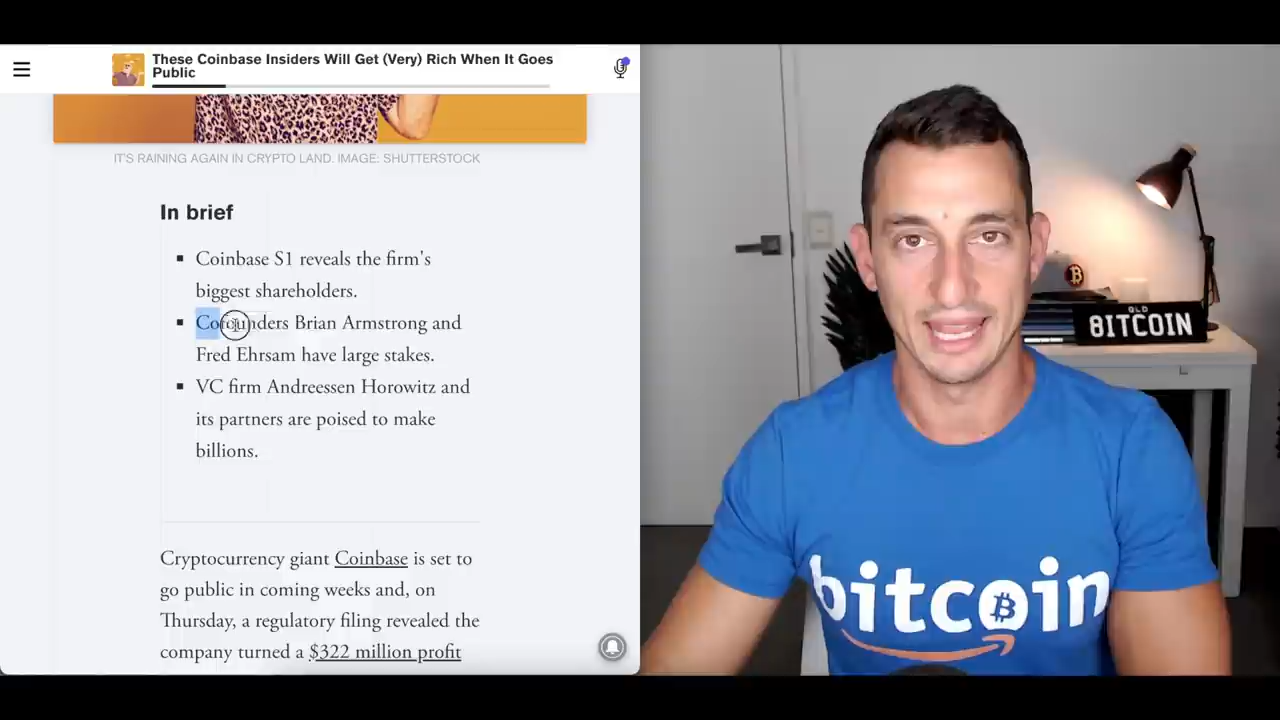 These Coinbase Insiders Will Get (Very) Rich When It Goes
Public
IT'S RAINING AGAIN IN CRYPTO LAND. IMAGE: SHUTTERSTOCK
In brief
Coinbase S1 reveals the firm's
biggest shareholders.
Cofounders Brian Armstrong and
Fred Ehrsam have large stakes.
VC firm Andreessen Horowitz and
its partners are poised to make
billions.
Cryptocurrency giant Coinbase is set to
go public in coming weeks and, on
Thursday, a regulatory filing revealed the
company turned a $322 million profit
QLD
8ITCOIN
bitcoin